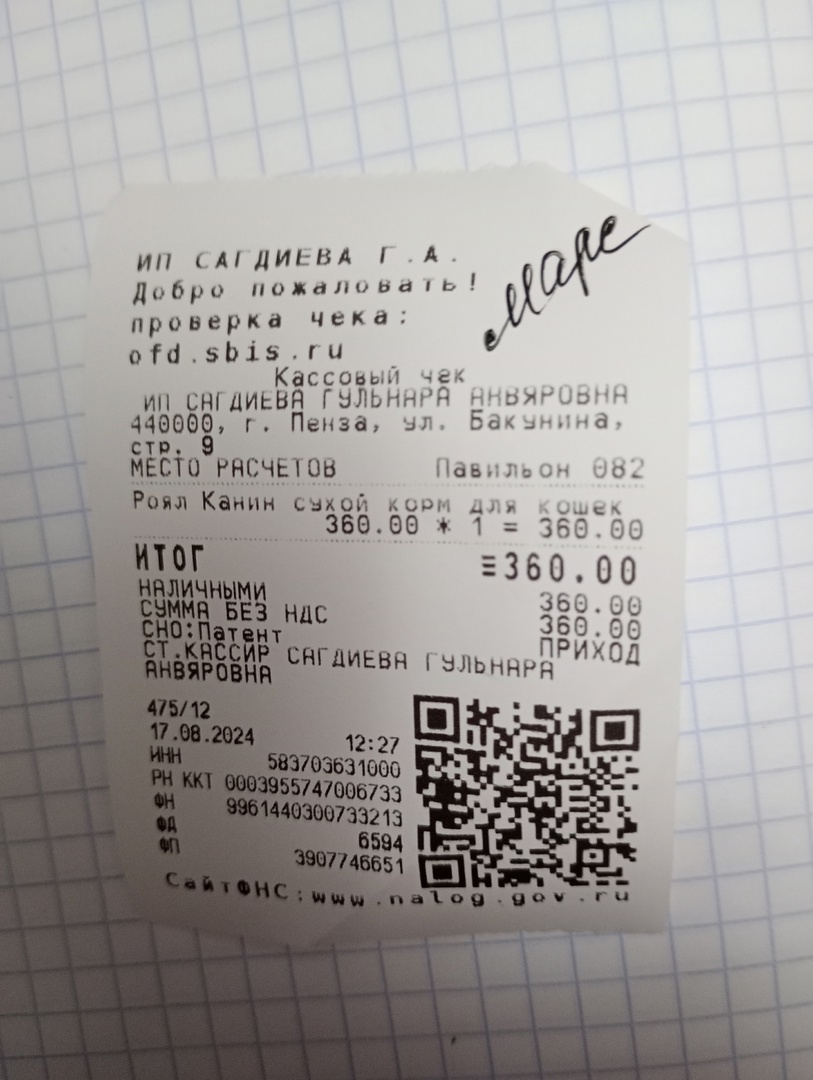 ИП САГДИЕВА Г.А.
Марс
Добро пожаловать!
проверка чека:
ofd.sbis.ru
Кассовый чек
ИП САГДИЕВА ГУЛЬНАРА АНВЯРОВНА
440000, г. Пенза, ул. Бакунина,
стр. 9
МЕСТО РАСЧЕТОВ Павильон 082
Роял Канин сухой корм для кошек
360.00 * 1 = 360.00
ИТОГ ≡360.00
НАЛИЧНЫМИ 360.00
СУММА БЕЗ НДС 360.00
СНО:Патент ПРИХОД
СТ.КАССИР САГДИЕВА ГУЛЬНАРА
АНВЯРОВНА
475/12
17.08.2024 12:27
ИНН 583703631000
РН ККТ 0003955747006733
ФН 9961440300733213
ФД 6594
ФП 3907746651
СайтФНС:www.nalog.gov.ru